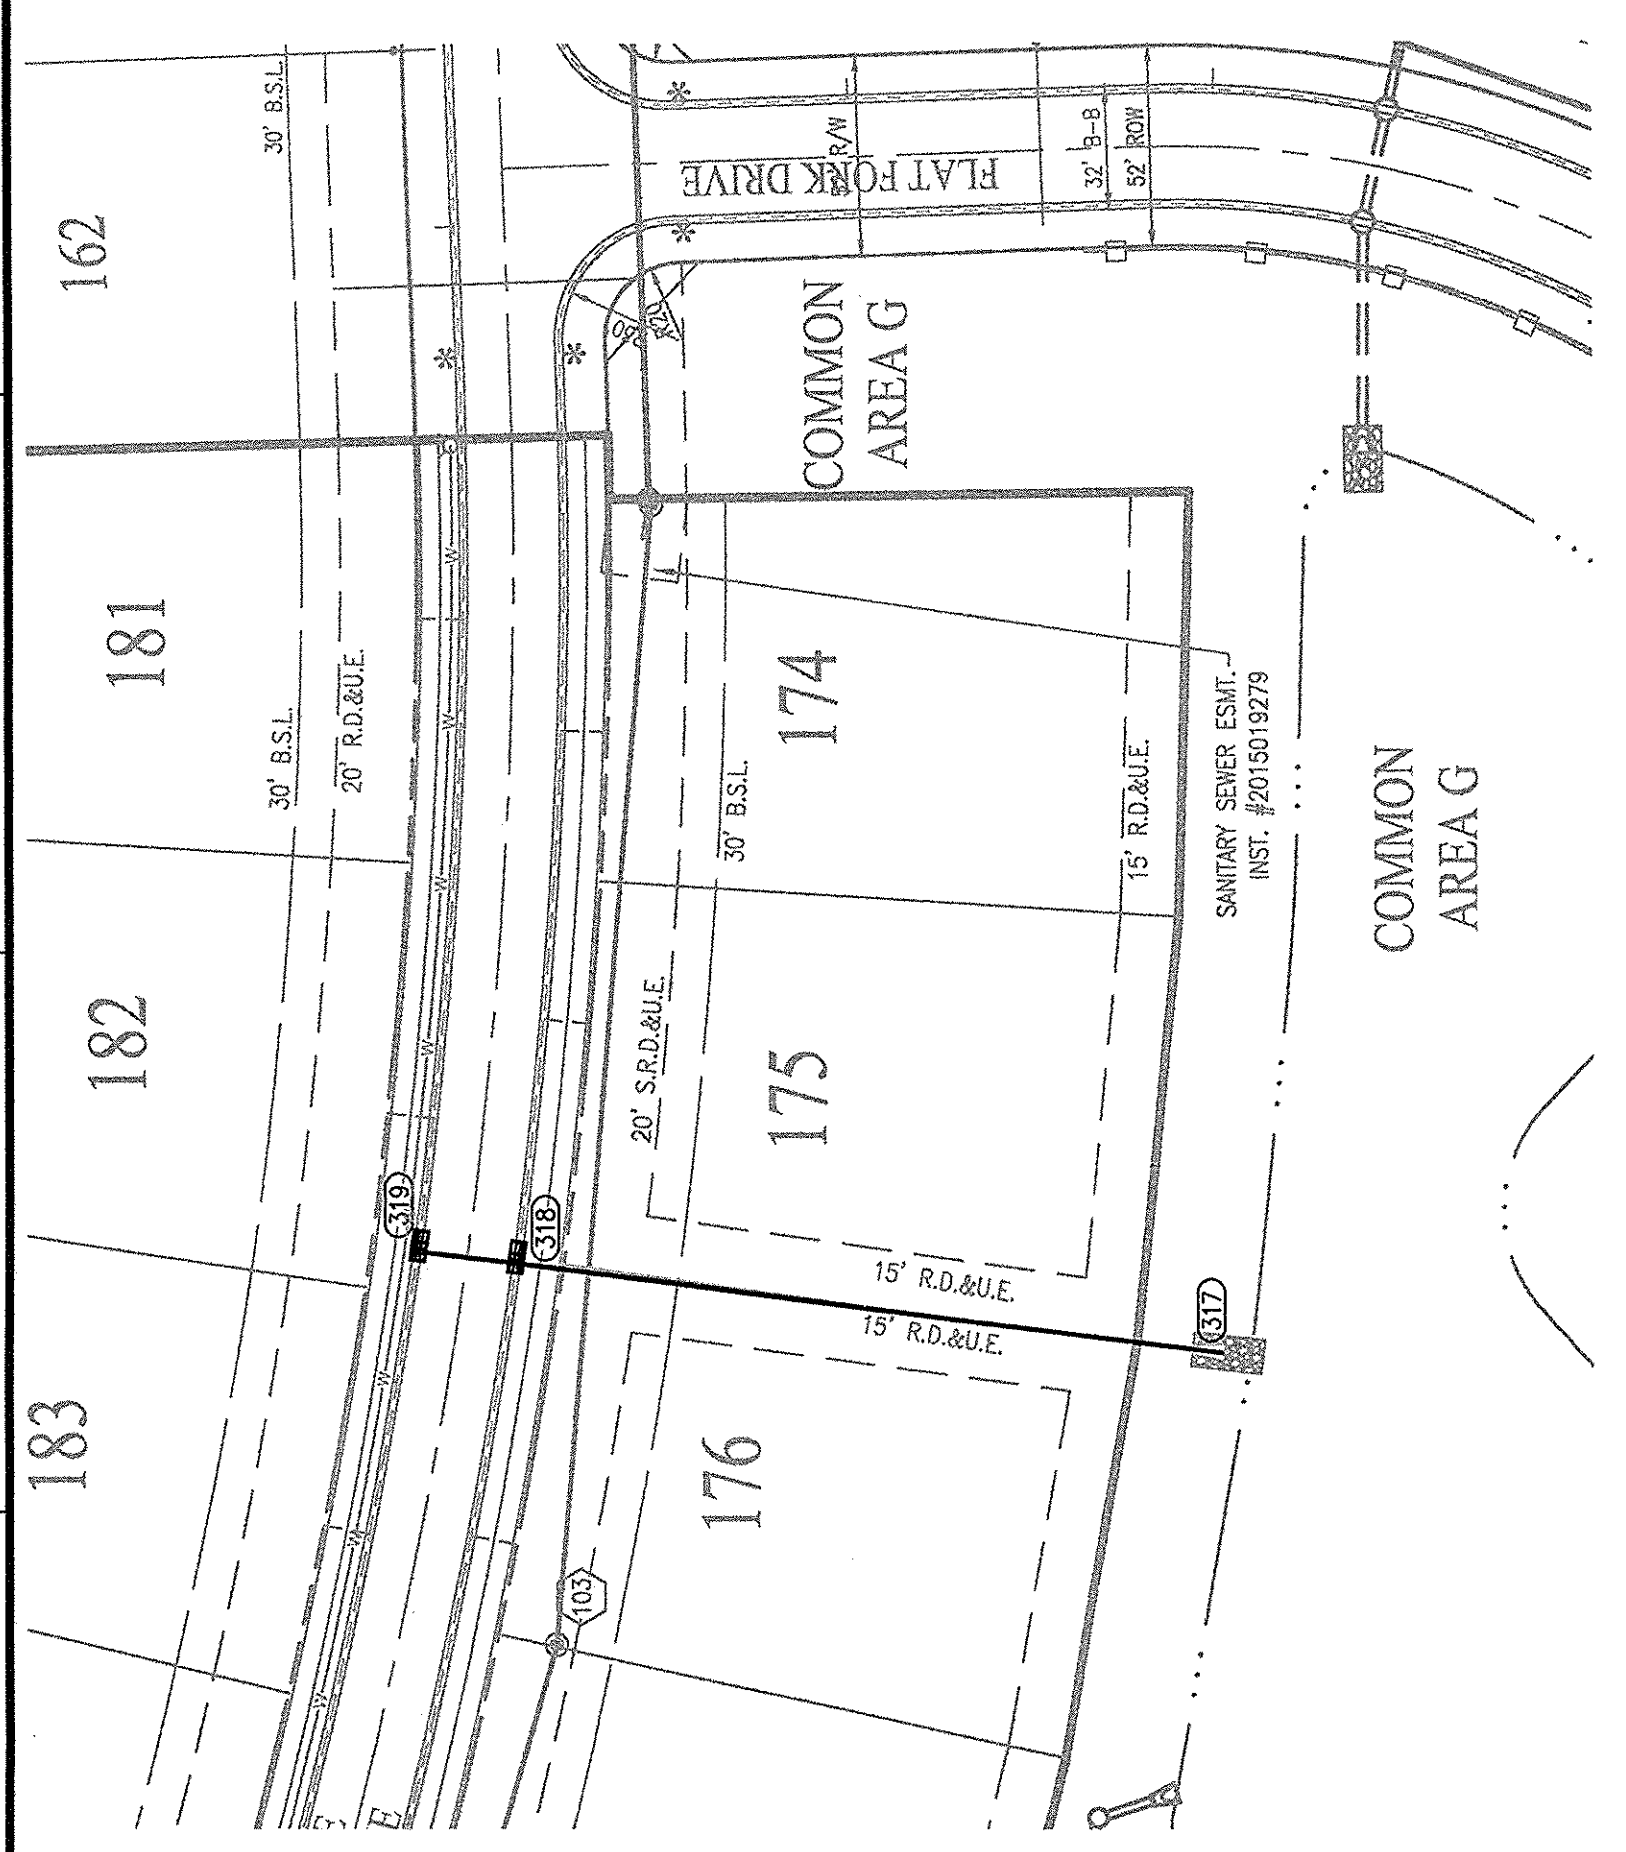 162
30' B.S.L.
R/W
FLAT FORK DRIVE
32' B-B
52' ROW
COMMON
AREA G
181
30' B.S.L.
20' R.D.&U.E.
W
W
W
W
W
W
W
174
30' B.S.L.
15' R.D.&U.E.
SANITARY SEWER ESMT.
INST. #2015019279
COMMON
AREA G
182
20' S.R.D.&U.E.
175
319
318
15' R.D.&U.E.
15' R.D.&U.E.
317
183
176
103
E